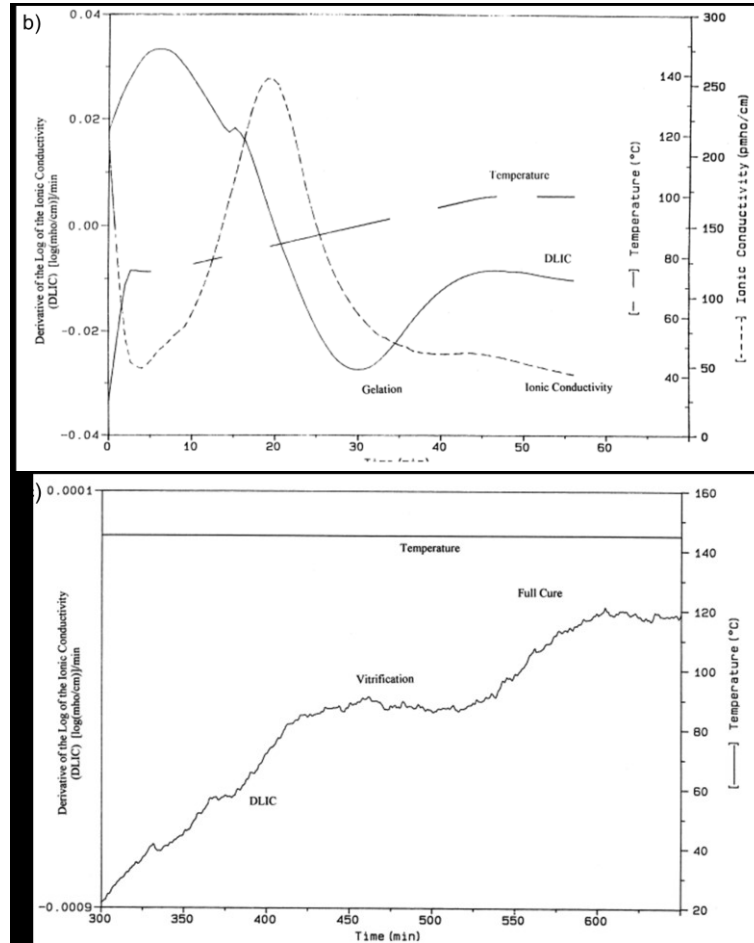 b)
0.04
0.02
0.00
-0.02
-0.04
Derivative of the Log of the Ionic Conductivity
(DLIC) [log(mho/cm)]/min
Temperature
DLIC
Gelation
Ionic Conductivity
0 10 20 30 40 50 60
Time (min)
140
120
100
80
60
40
[— —] Temperature (°C)
300
250
200
150
100
50
0
[-----] Ionic Conductivity (pmho/cm)
)
0.0001
-0.0009
Derivative of the Log of the Ionic Conductivity
(DLIC) [log(mho/cm)]/min
Temperature
Full Cure
Vitrification
DLIC
300 350 400 450 500 550 600
Time (min)
160
140
120
100
80
60
40
20
[———] Temperature (°C)